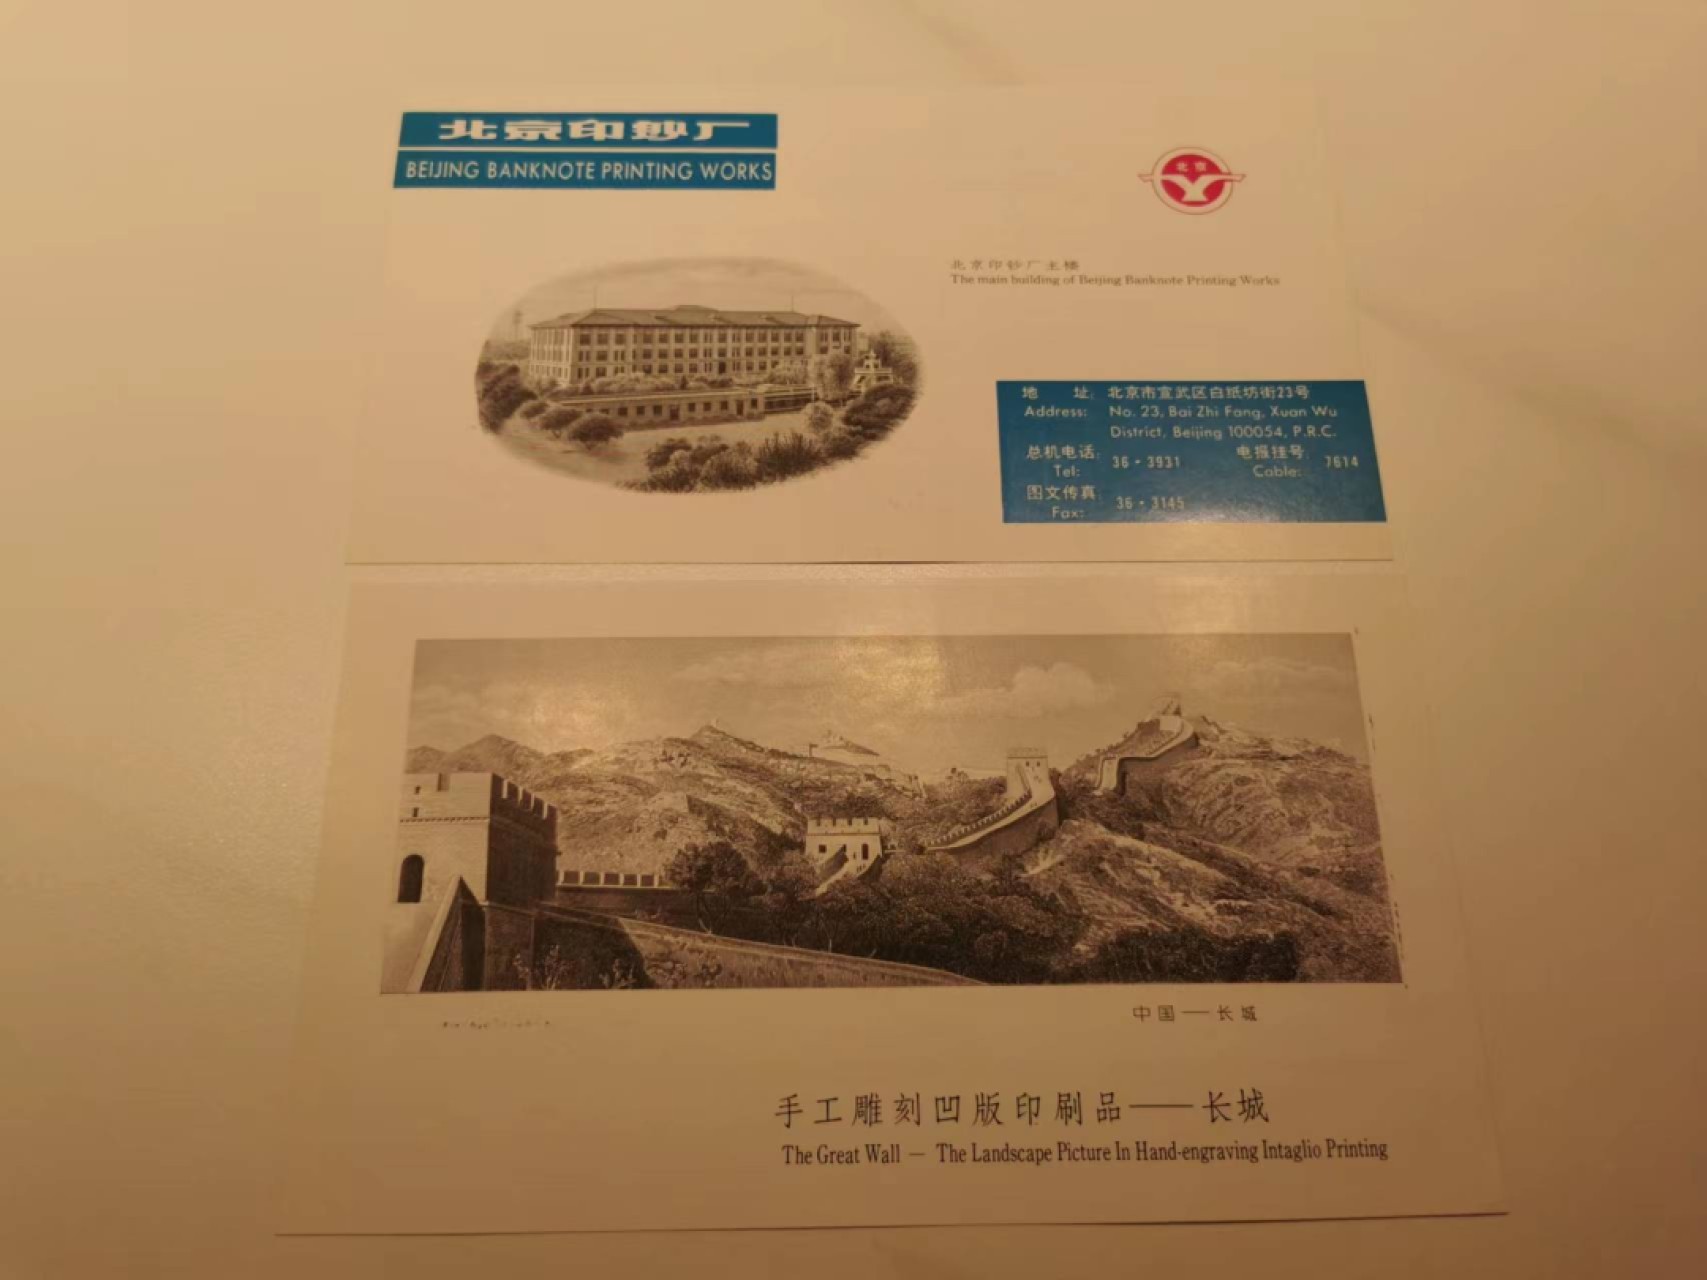 北京印钞厂
BEIJING BANKNOTE PRINTING WORKS
北京
北京印钞厂主楼
The main building of Beijing Banknote Printing Works
地 址: 北京市宣武区白纸坊街23号
Address: No. 23, Bai Zhi Fang, Xuan Wu
District, Beijing 100054, P.R.C.
总机电话: 36-3931 电报挂号: 7614
Tel: Cable:
图文传真: 36-3145
Fax:
中国——长城
手工雕刻凹版印刷品——长城
The Great Wall — The Landscape Picture In Hand-engraving Intaglio Printing